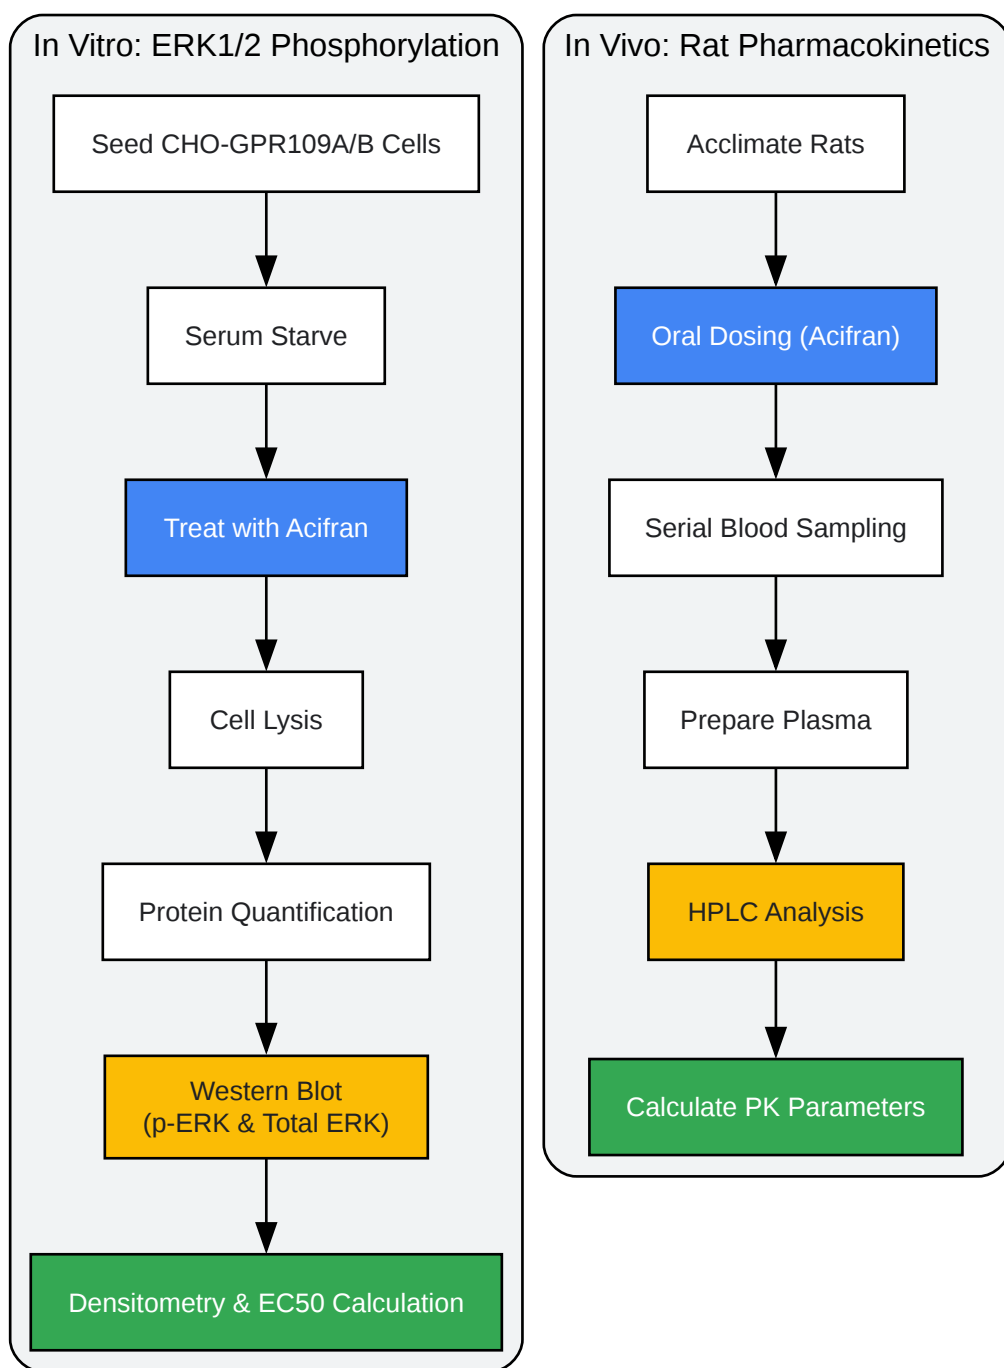 In Vitro: ERK1/2 Phosphorylation
Seed CHO-GPR109A/B Cells
Serum Starve
Treat with Acifran
Cell Lysis
Protein Quantification
Western Blot
(p-ERK & Total ERK)
Densitometry & EC50 Calculation
In Vivo: Rat Pharmacokinetics
Acclimate Rats
Oral Dosing (Acifran)
Serial Blood Sampling
Prepare Plasma
HPLC Analysis
Calculate PK Parameters